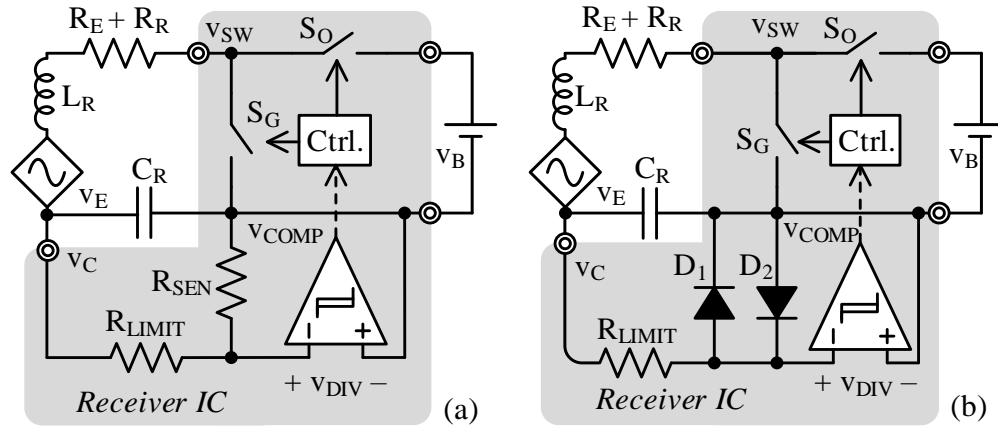 R_E + R_R
v_SW
S_O
L_R
S_G
Ctrl.
v_B
C_R
v_E
v_COMP
v_C
R_SEN
R_LIMIT
− +
+ v_DIV −
Receiver IC
(a)
R_E + R_R
v_SW
S_O
L_R
S_G
Ctrl.
v_B
C_R
v_E
v_COMP
v_C
D_1
D_2
R_LIMIT
− +
+ v_DIV −
Receiver IC
(b)